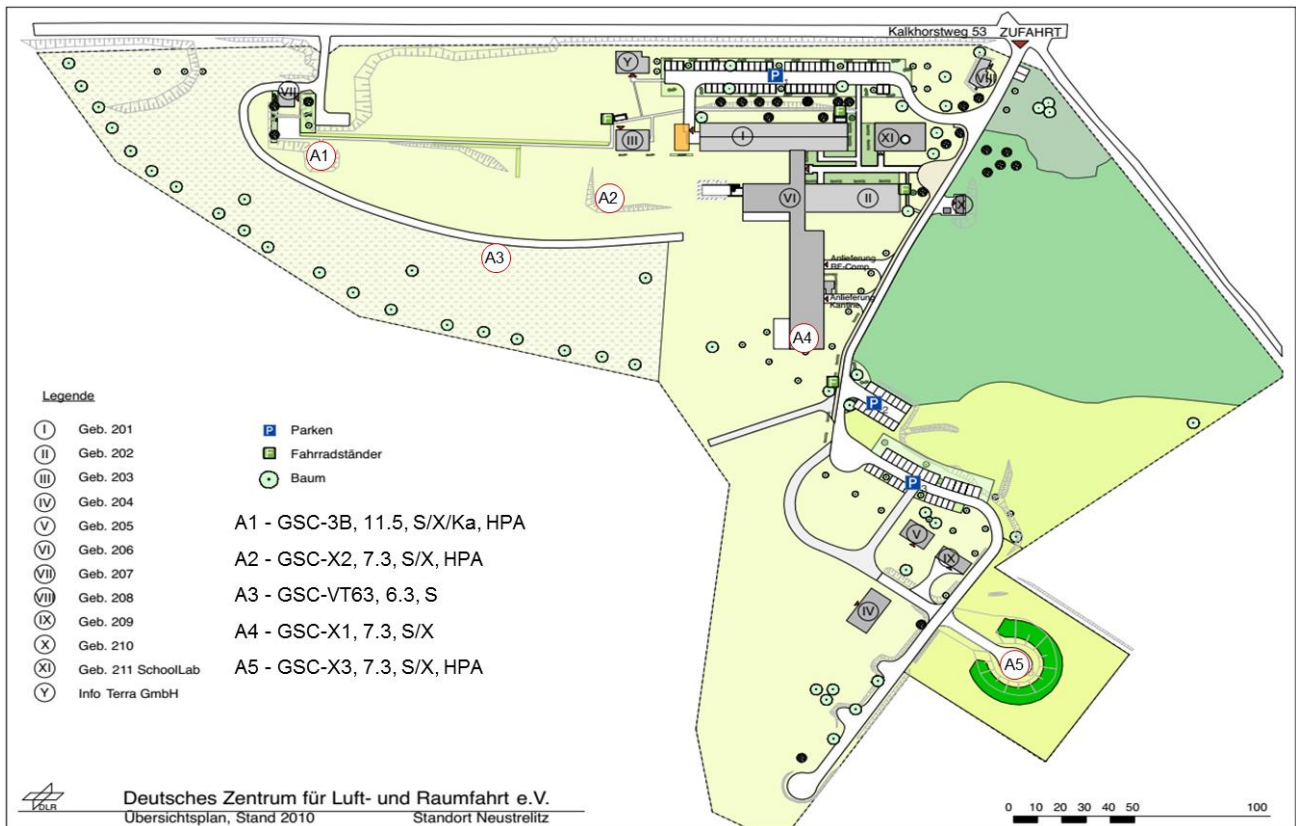 Kalkhorstweg 53 ZUFAHRT
VIII
Y
P 1
VII
III
I
XI
A1
A2
VI
II
X
A3
Anlieferung
RF-Comp.
Anlieferung
Kantine
A4
P 2
P 3
V
IX
IV
A5
Legende
I Geb. 201
II Geb. 202
III Geb. 203
IV Geb. 204
V Geb. 205
VI Geb. 206
VII Geb. 207
VIII Geb. 208
IX Geb. 209
X Geb. 210
XI Geb. 211 SchoolLab
Y Info Terra GmbH
P Parken
Fahrradständer
Baum
A1 - GSC-3B, 11.5, S/X/Ka, HPA
A2 - GSC-X2, 7.3, S/X, HPA
A3 - GSC-VT63, 6.3, S
A4 - GSC-X1, 7.3, S/X
A5 - GSC-X3, 7.3, S/X, HPA
DLR
Deutsches Zentrum für Luft- und Raumfahrt e.V.
Übersichtsplan, Stand 2010 Standort Neustrelitz
0 10 20 30 40 50 100